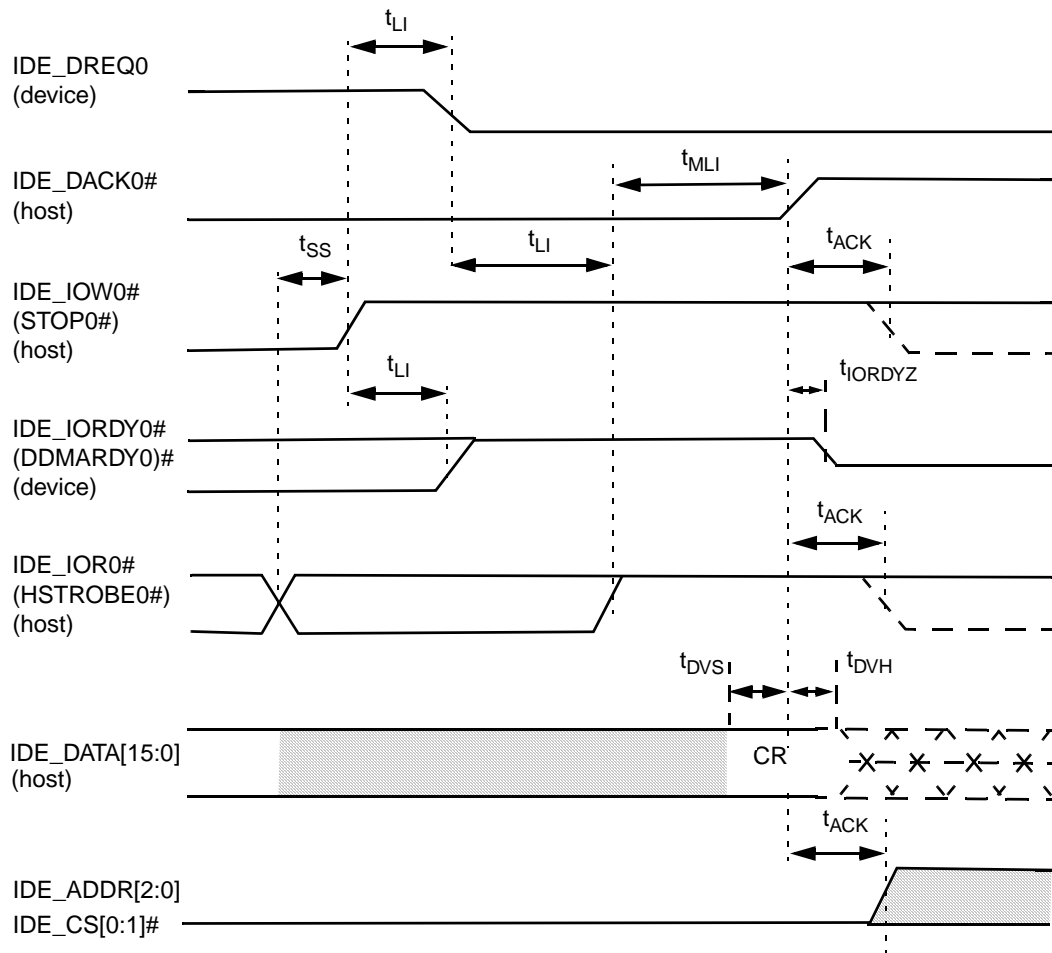 tLI
IDE_DREQ0
(device)
tMLI
IDE_DACK0#
(host)
tSS
tLI
tACK
IDE_IOW0#
(STOP0#)
(host)
tLI
tIORDYZ
IDE_IORDY0#
(DDMARDY0)#
(device)
tACK
IDE_IOR0#
(HSTROBE0#)
(host)
tDVS
tDVH
IDE_DATA[15:0]
(host)
CR
tACK
IDE_ADDR[2:0]
IDE_CS[0:1]#